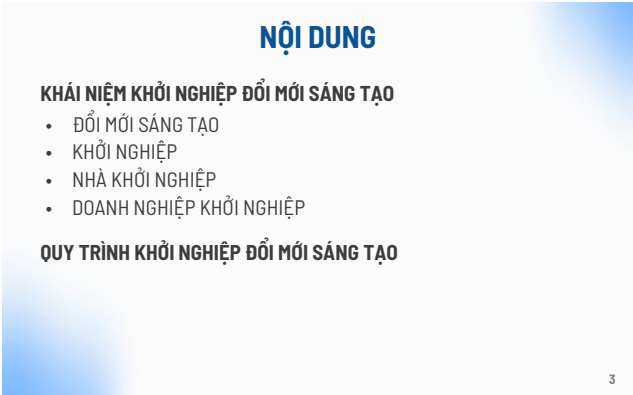 NỘI DUNG
KHÁI NIỆM KHỞI NGHIỆP ĐỔI MỚI SÁNG TẠO
• ĐỔI MỚI SÁNG TẠO
• KHỞI NGHIỆP
• NHÀ KHỞI NGHIỆP
• DOANH NGHIỆP KHỞI NGHIỆP
QUY TRÌNH KHỞI NGHIỆP ĐỔI MỚI SÁNG TẠO
3